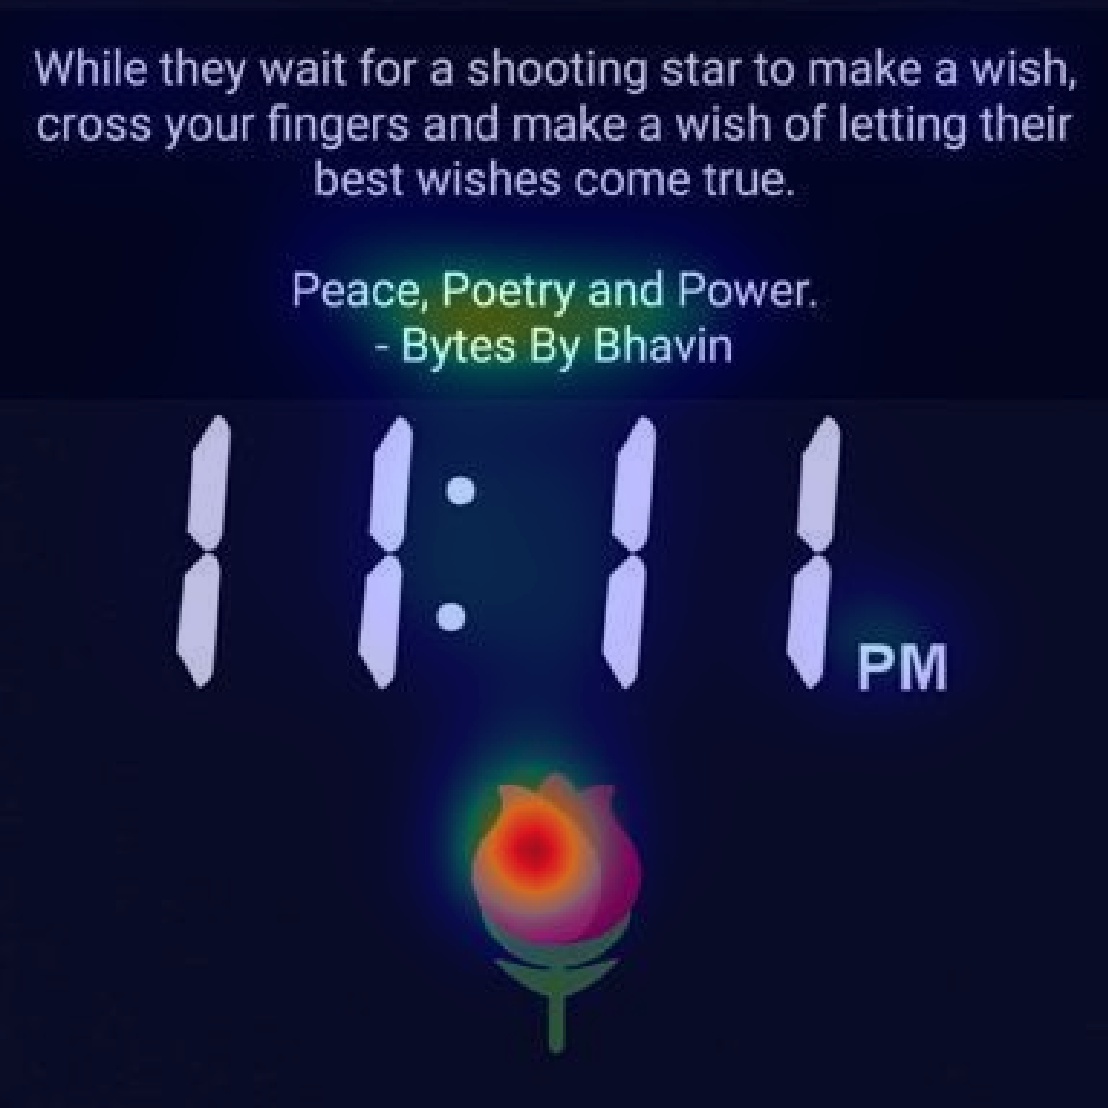 While they wait for a shooting star to make a wish,
cross your fingers and make a wish of letting their
best wishes come true.
Peace, Poetry and Power.
- Bytes By Bhavin
11:11 PM